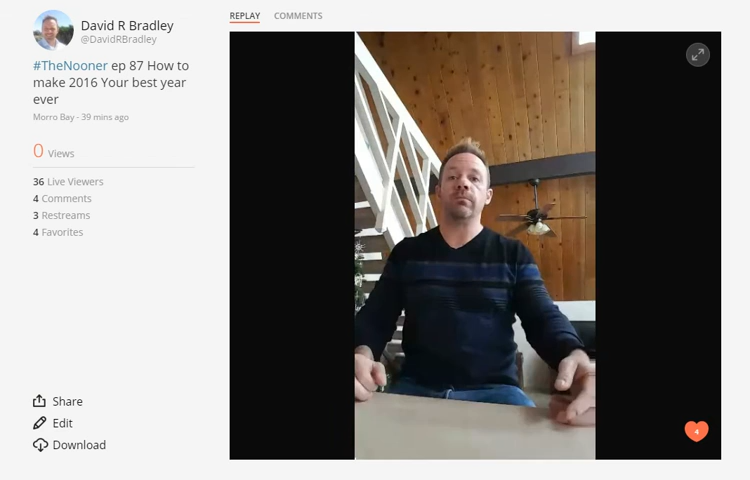 David R Bradley
@DavidRBradley
#TheNooner ep 87 How to
make 2016 Your best year
ever
Morro Bay - 39 mins ago
0 Views
36 Live Viewers
4 Comments
3 Restreams
4 Favorites
Share
Edit
Download
REPLAY COMMENTS
4